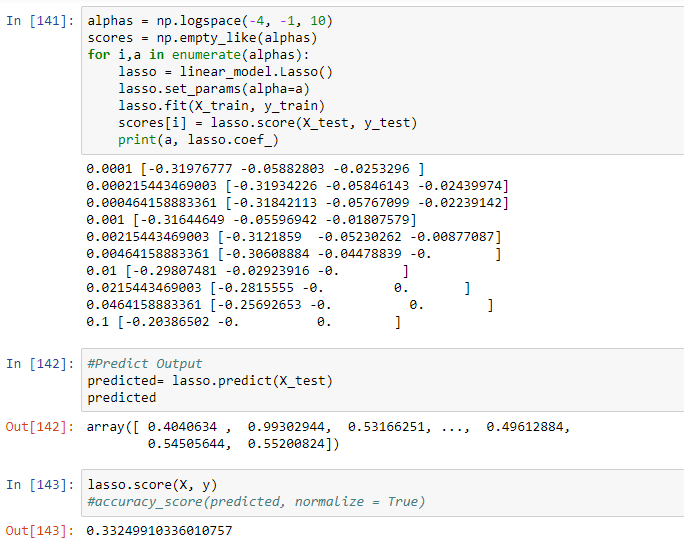 In [141]: alphas = np.logspace(-4, -1, 10)
scores = np.empty_like(alphas)
for i,a in enumerate(alphas):
    lasso = linear_model.Lasso()
    lasso.set_params(alpha=a)
    lasso.fit(X_train, y_train)
    scores[i] = lasso.score(X_test, y_test)
    print(a, lasso.coef_)
0.0001 [-0.31976777 -0.05882803 -0.0253296 ]
0.000215443469003 [-0.31934226 -0.05846143 -0.02439974]
0.000464158883361 [-0.31842113 -0.05767099 -0.02239142]
0.001 [-0.31644649 -0.05596942 -0.01807579]
0.00215443469003 [-0.3121859  -0.05230262 -0.00877087]
0.00464158883361 [-0.30608884 -0.04478839 -0.        ]
0.01 [-0.29807481 -0.02923916 -0.        ]
0.0215443469003 [-0.2815555 -0.         0.       ]
0.0464158883361 [-0.25692653 -0.          0.        ]
0.1 [-0.20386502 -0.          0.        ]
In [142]: #Predict Output
predicted= lasso.predict(X_test)
predicted
Out[142]: array([ 0.4040634 ,  0.99302944,  0.53166251, ...,  0.49612884,
        0.54505644,  0.55200824])
In [143]: lasso.score(X, y)
#accuracy_score(predicted, normalize = True)
Out[143]: 0.33249910336010757